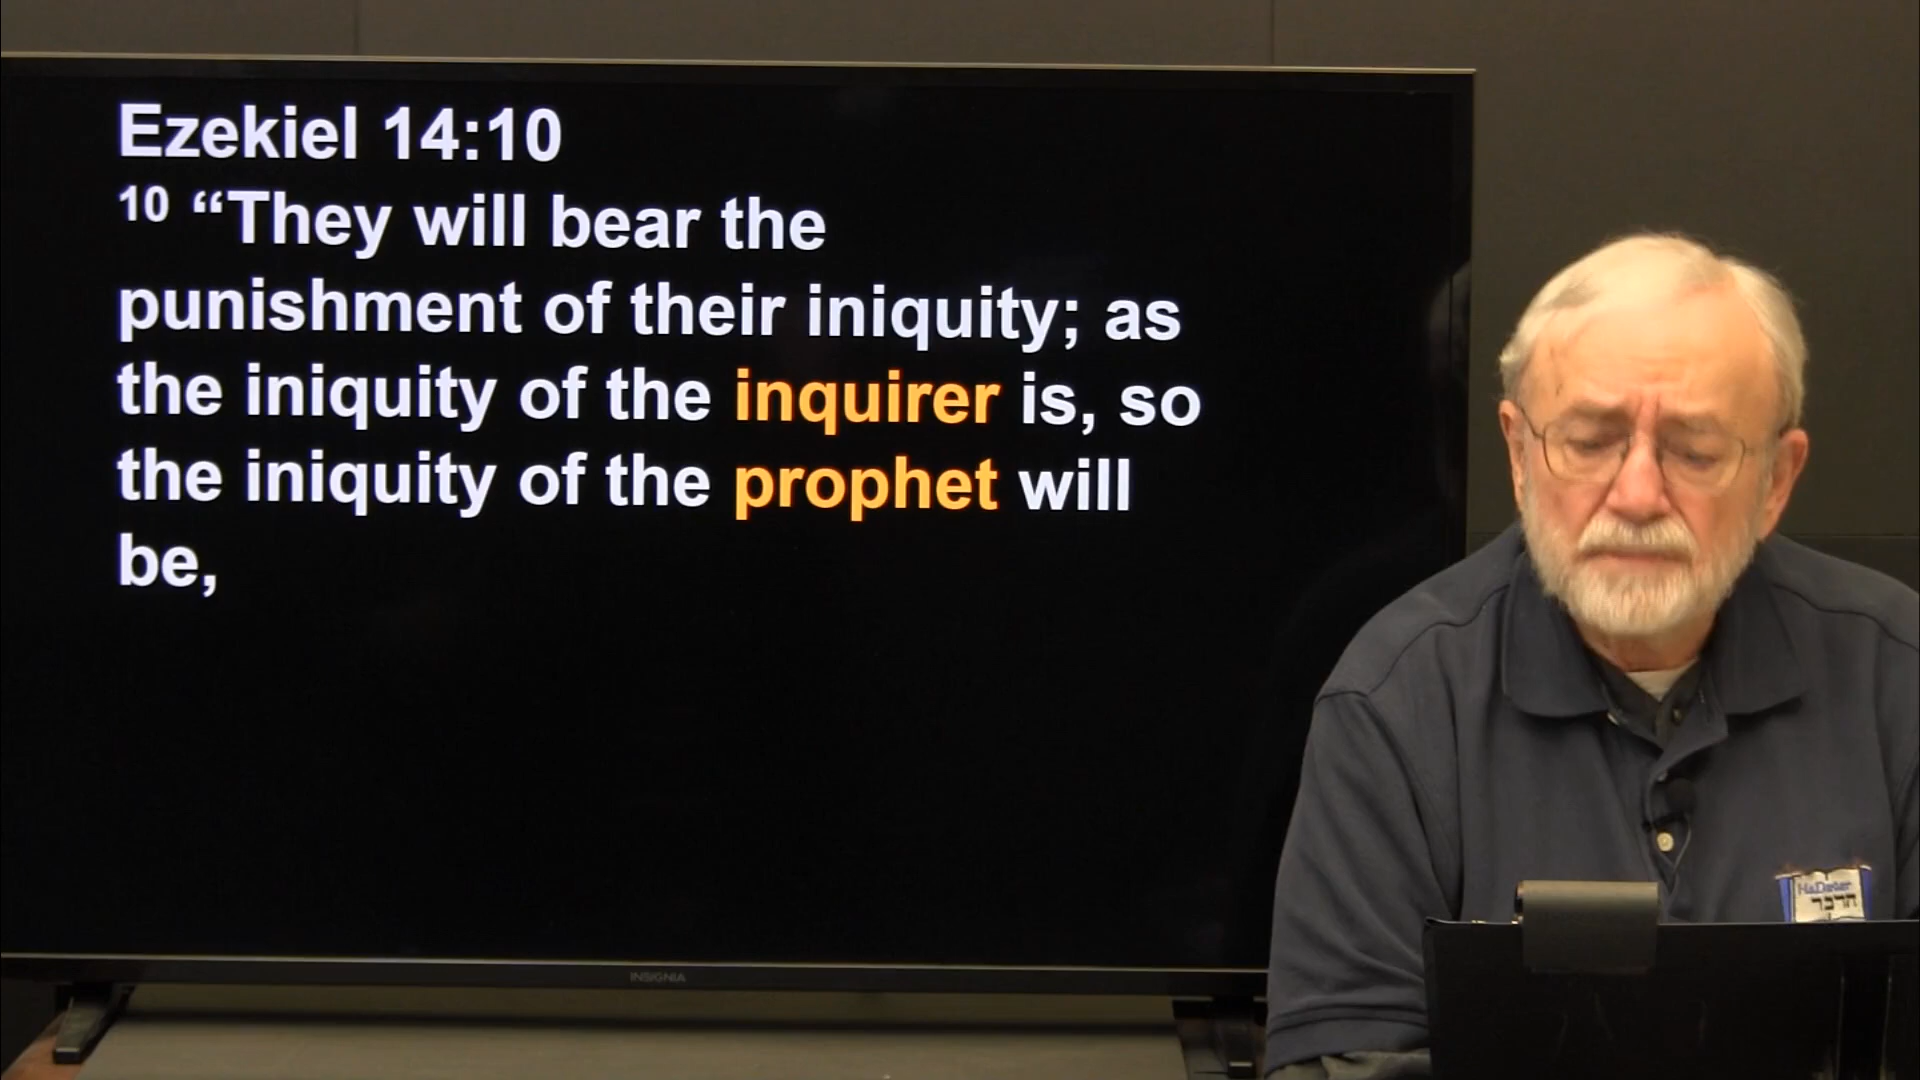 Ezekiel 14:10
10 “They will bear the
punishment of their iniquity; as
the iniquity of the inquirer is, so
the iniquity of the prophet will
be,
INSIGNIA
HaDavar
הדבר